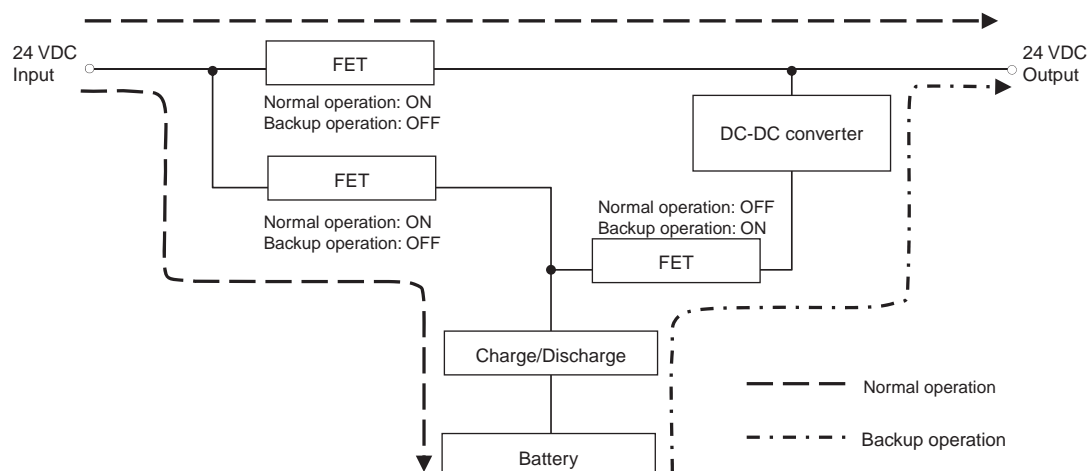 24 VDC
Input
FET
Normal operation: ON
Backup operation: OFF
24 VDC
Output
DC-DC converter
FET
Normal operation: ON
Backup operation: OFF
Normal operation: OFF
Backup operation: ON
FET
Charge/Discharge
Battery
Normal operation
Backup operation